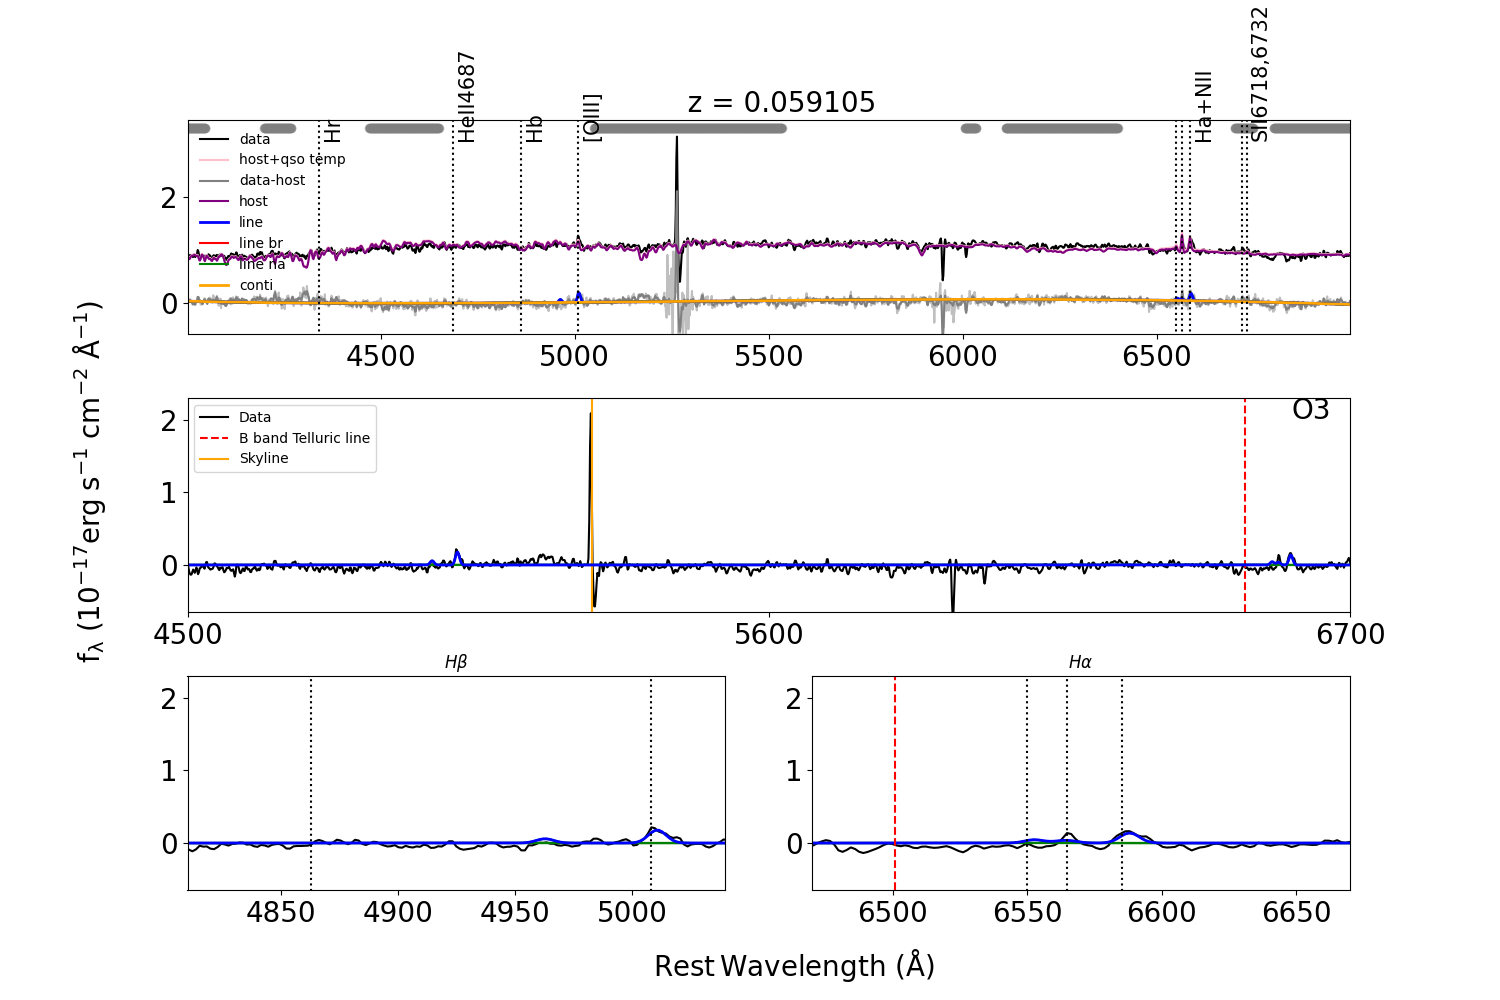 z = 0.059105
Hr
HeII4687
Hb
[OIII]
Ha+NII
SII6718,6732
data
host+qso temp
data-host
host
line
line br
line na
conti
2
0
4500 5000 5500 6000 6500
fλ (10⁻¹⁷erg s⁻¹ cm⁻² Å⁻¹)
O3
Data
B band Telluric line
Skyline
2
1
0
4500 5600 6700
Hβ
2
1
0
4850 4900 4950 5000
Hα
2
1
0
6500 6550 6600 6650
Rest Wavelength (Å)